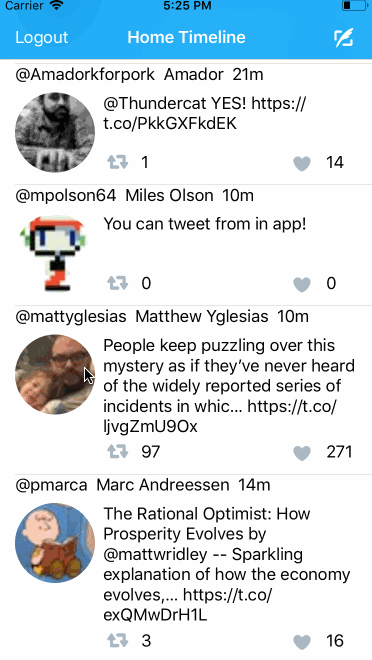 Carrier 5:25 PM
Logout Home Timeline
@Amadorkforpork Amador 21m
@Thundercat YES! https://
t.co/PkkGXFkdEK
1 14
@mpolson64 Miles Olson 10m
You can tweet from in app!
0 0
@mattyglesias Matthew Yglesias 10m
People keep puzzling over this
mystery as if they’ve never heard
of the widely reported series of
incidents in whic... https://t.co/
ljvgZmU9Ox
97 271
@pmarca Marc Andreessen 14m
The Rational Optimist: How
Prosperity Evolves by
@mattwridley -- Sparkling
explanation of how the economy
evolves,... https://t.co/
exQMwDrH1L
3 16